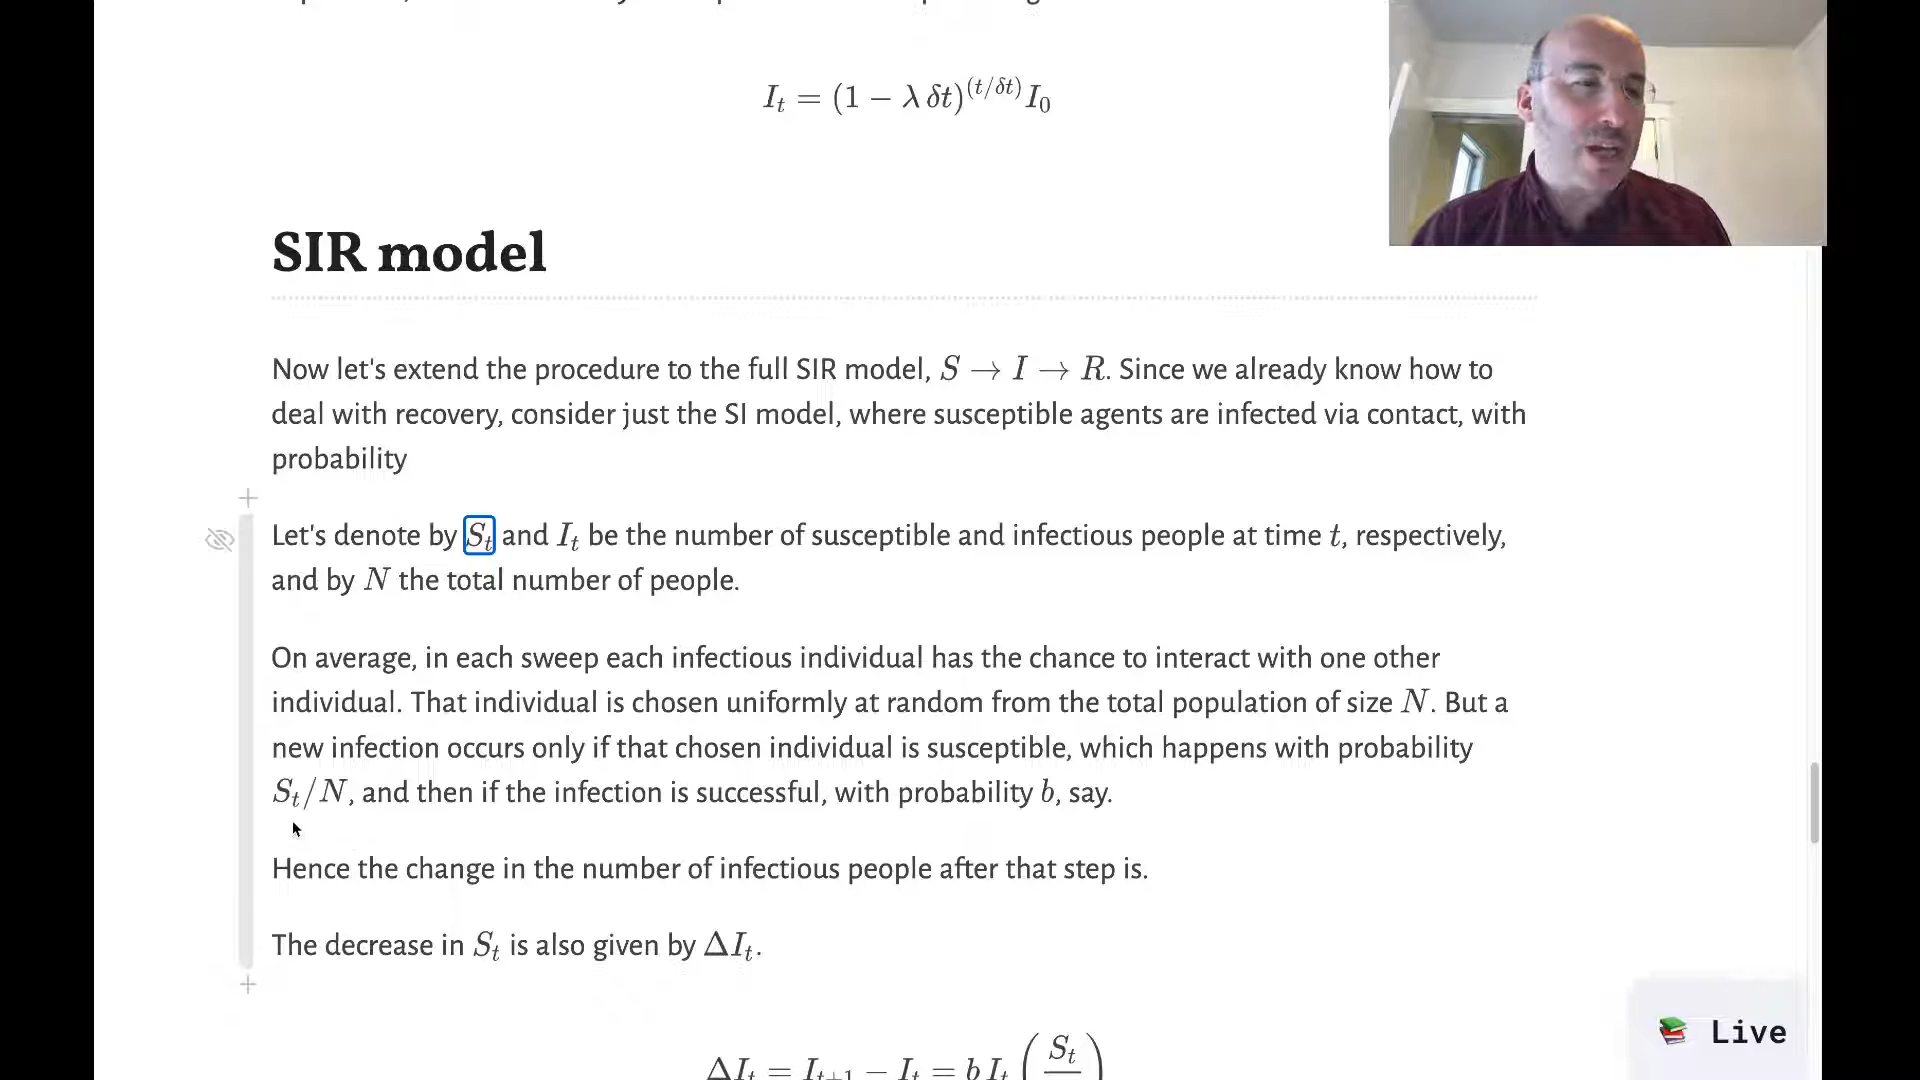 I_t = (1 − λ δt)^{(t/δt)} I_0
SIR model
Now let's extend the procedure to the full SIR model, S → I → R. Since we already know how to
deal with recovery, consider just the SI model, where susceptible agents are infected via contact, with
probability
Let's denote by S_t and I_t be the number of susceptible and infectious people at time t, respectively,
and by N the total number of people.
On average, in each sweep each infectious individual has the chance to interact with one other
individual. That individual is chosen uniformly at random from the total population of size N. But a
new infection occurs only if that chosen individual is susceptible, which happens with probability
S_t/N, and then if the infection is successful, with probability b, say.
Hence the change in the number of infectious people after that step is.
The decrease in S_t is also given by ΔI_t.
Live
ΔI_t = I_{t+1} − I_t = b I_t (S_t